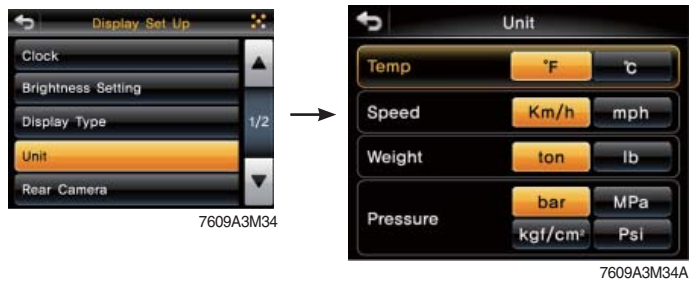 Display Set Up
Clock
Brightness Setting
Display Type
1/2
Unit
Rear Camera
7609A3M34
Unit
Temp °F ℃
Speed Km/h mph
Weight ton lb
Pressure bar MPa
kgf/cm² Psi
7609A3M34A